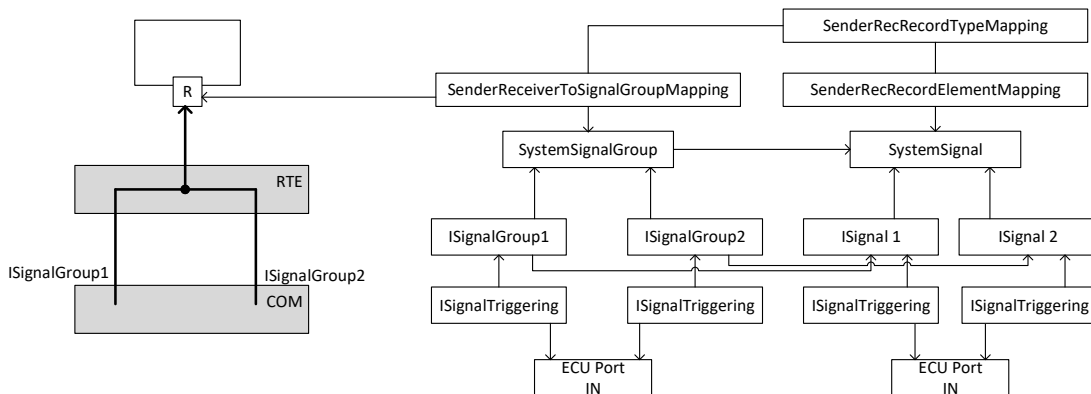 SenderRecRecordTypeMapping
R
SenderReceiverToSignalGroupMapping
SenderRecRecordElementMapping
SystemSignalGroup
SystemSignal
RTE
ISignalGroup1
ISignalGroup2
ISignal 1
ISignal 2
ISignalGroup1
ISignalGroup2
COM
ISignalTriggering
ISignalTriggering
ISignalTriggering
ISignalTriggering
ECU Port
IN
ECU Port
IN